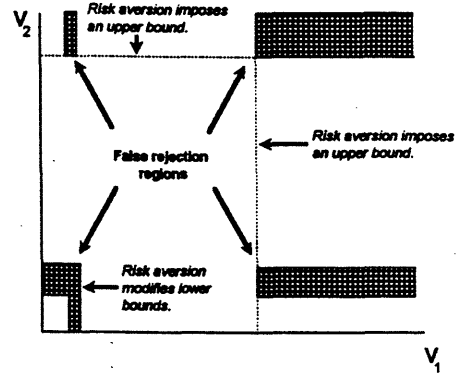 V2
Risk aversion imposes
an upper bound.
Risk aversion imposes
an upper bound.
False rejection
regions
Risk aversion
modifies lower
bounds.
V1